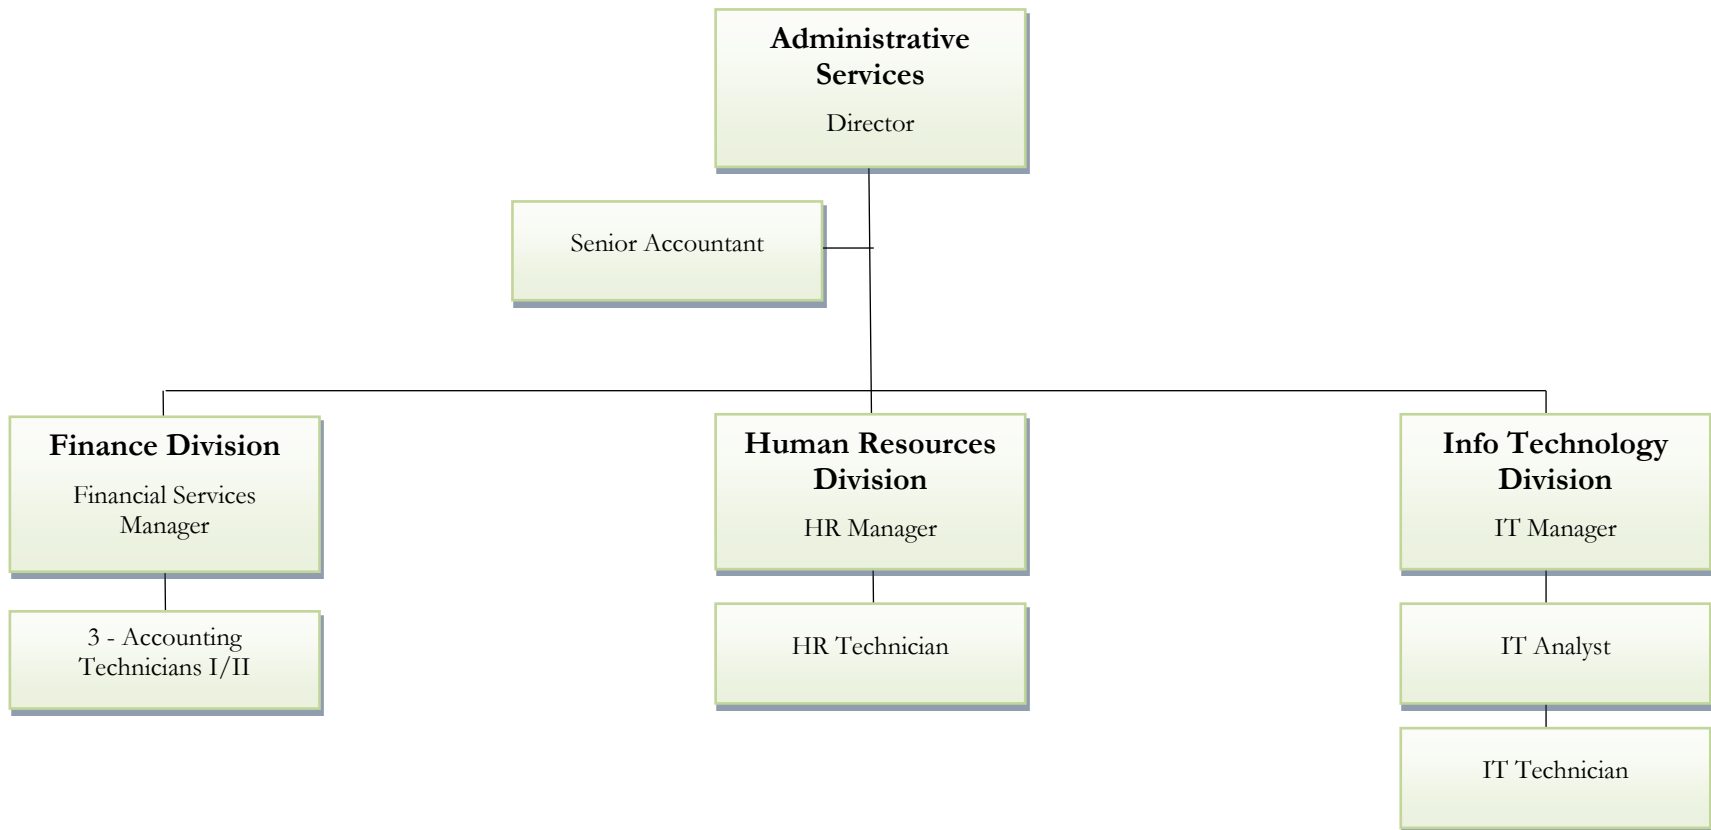 Administrative
Services
Director
Senior Accountant
Finance Division
Financial Services
Manager
Human Resources
Division
HR Manager
Info Technology
Division
IT Manager
3 - Accounting
Technicians I/II
HR Technician
IT Analyst
IT Technician